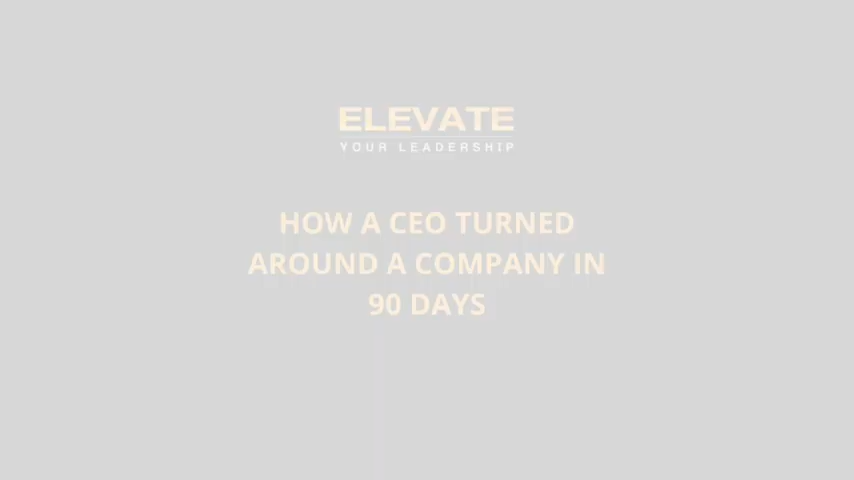 ELEVATE
YOUR LEADERSHIP
HOW A CEO TURNED
AROUND A COMPANY IN
90 DAYS